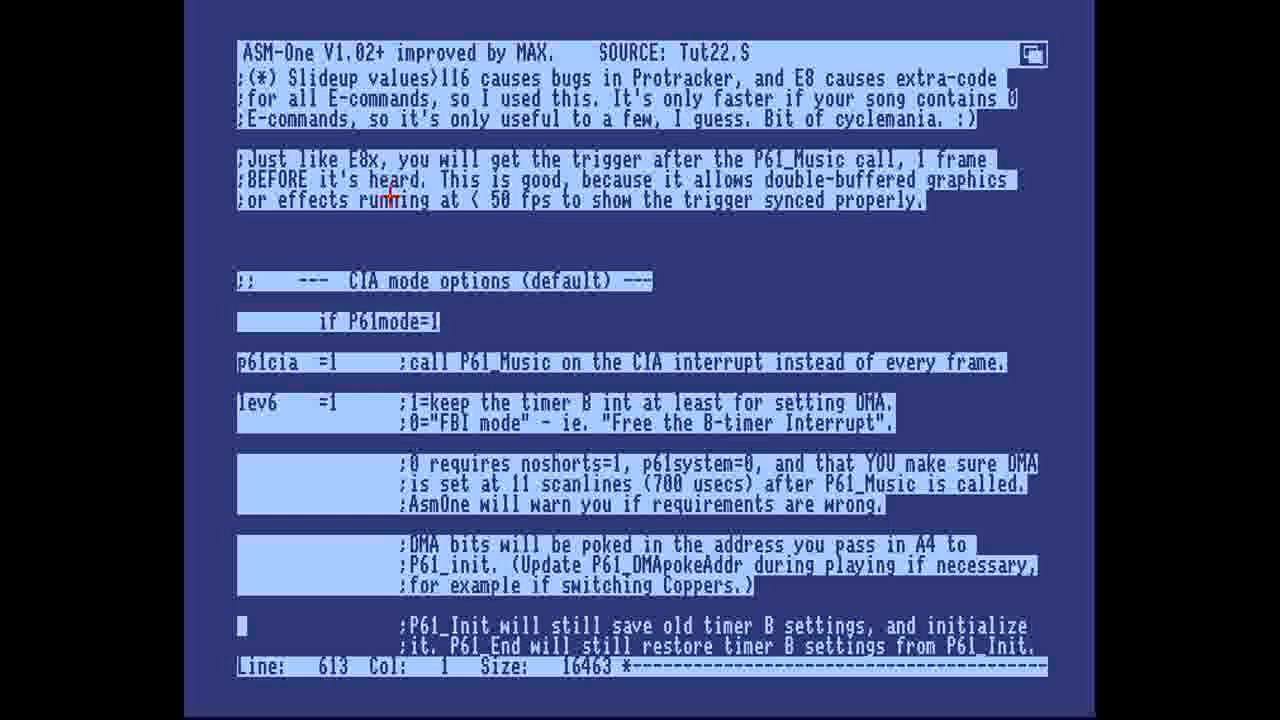 ASM-One V1.02+ improved by MAX.    SOURCE: Tut22.S
;(*) Slideup values>116 causes bugs in Protracker, and E8 causes extra-code
;for all E-commands, so I used this. It's only faster if your song contains 0
;E-commands, so it's only useful to a few, I guess. Bit of cyclemania. :)
;Just like E8x, you will get the trigger after the P61_Music call, 1 frame
;BEFORE it's heard. This is good, because it allows double-buffered graphics
;or effects running at < 50 fps to show the trigger synced properly.
;;    ---  CIA mode options (default) ---
if P61mode=1
p61cia  =1      ;call P61_Music on the CIA interrupt instead of every frame.
lev6    =1      ;1=keep the timer B int at least for setting DMA.
;0="FBI mode" - ie. "Free the B-timer Interrupt".
;0 requires noshorts=1, p61system=0, and that YOU make sure DMA
;is set at 11 scanlines (700 usecs) after P61_Music is called.
;AsmOne will warn you if requirements are wrong.
;DMA bits will be poked in the address you pass in A4 to
;P61_init. (Update P61_DMApokeAddr during playing if necessary,
;for example if switching Coppers.)
;P61_Init will still save old timer B settings, and initialize
;it. P61_End will still restore timer B settings from P61_Init.
Line:   613  Col:   1   Size:   16463 *-----------------------------------------